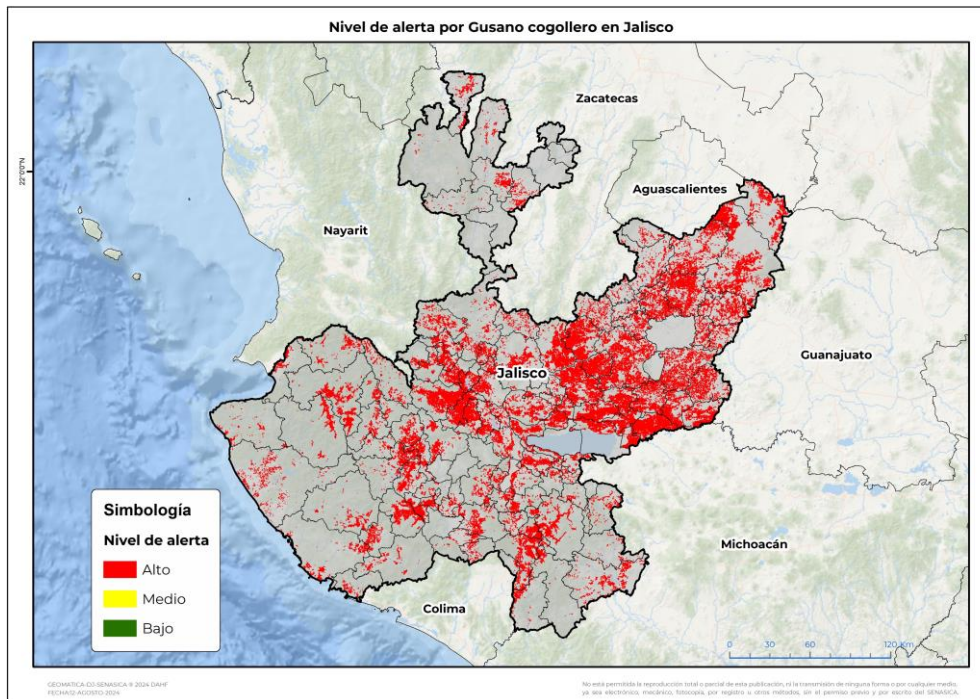 Nivel de alerta por Gusano cogollero en Jalisco
Zacatecas
22°0'0"N
Aguascalientes
Nayarit
Guanajuato
Jalisco
Simbología
Nivel de alerta
Alto
Medio
Bajo
Michoacán
Colima
0 30 60 120 Km
GEOMÁTICA-CD-SENASICA © 2024 DAHF
FECHA:12-AGOSTO-2024
No está permitida la reproducción total o parcial de esta publicación, ni la transmisión de ninguna forma o por cualquier medio,
ya sea electrónico, mecánico, fotocopia, por registro u otros métodos, sin el permiso previo y por escrito del SENASICA.